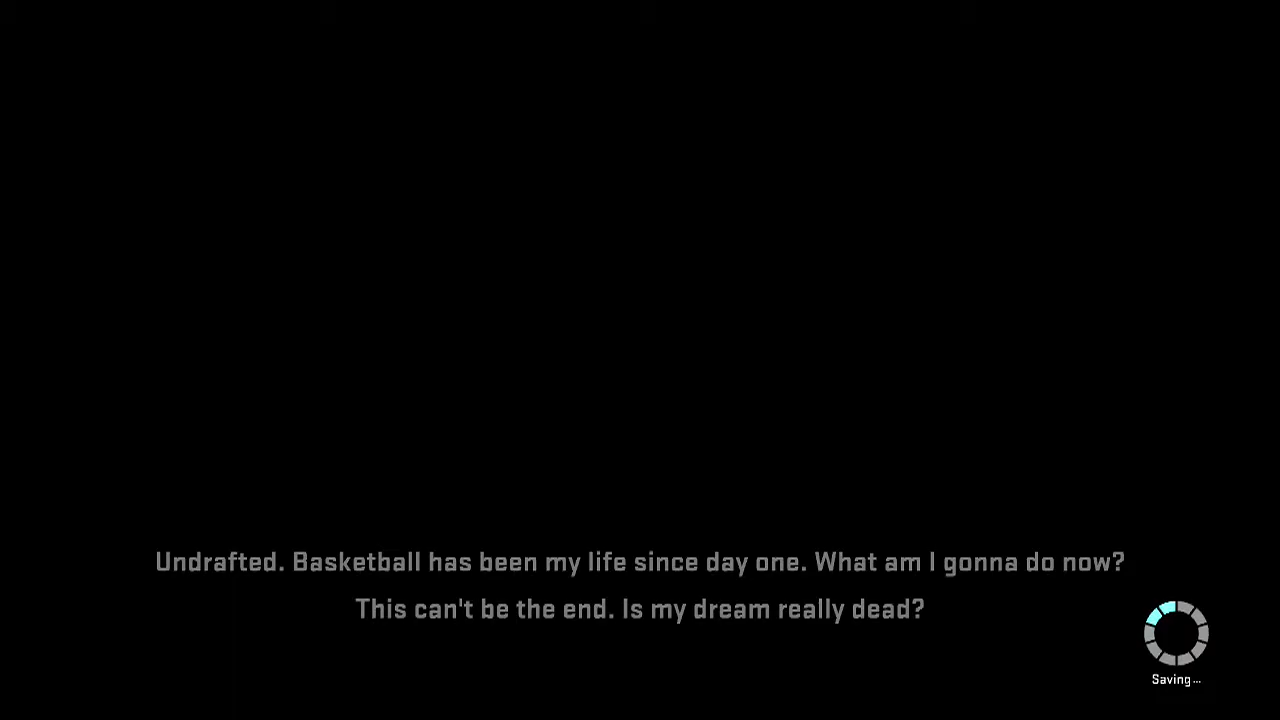 Undrafted. Basketball has been my life since day one. What am I gonna do now?
This can't be the end. Is my dream really dead?
Saving...